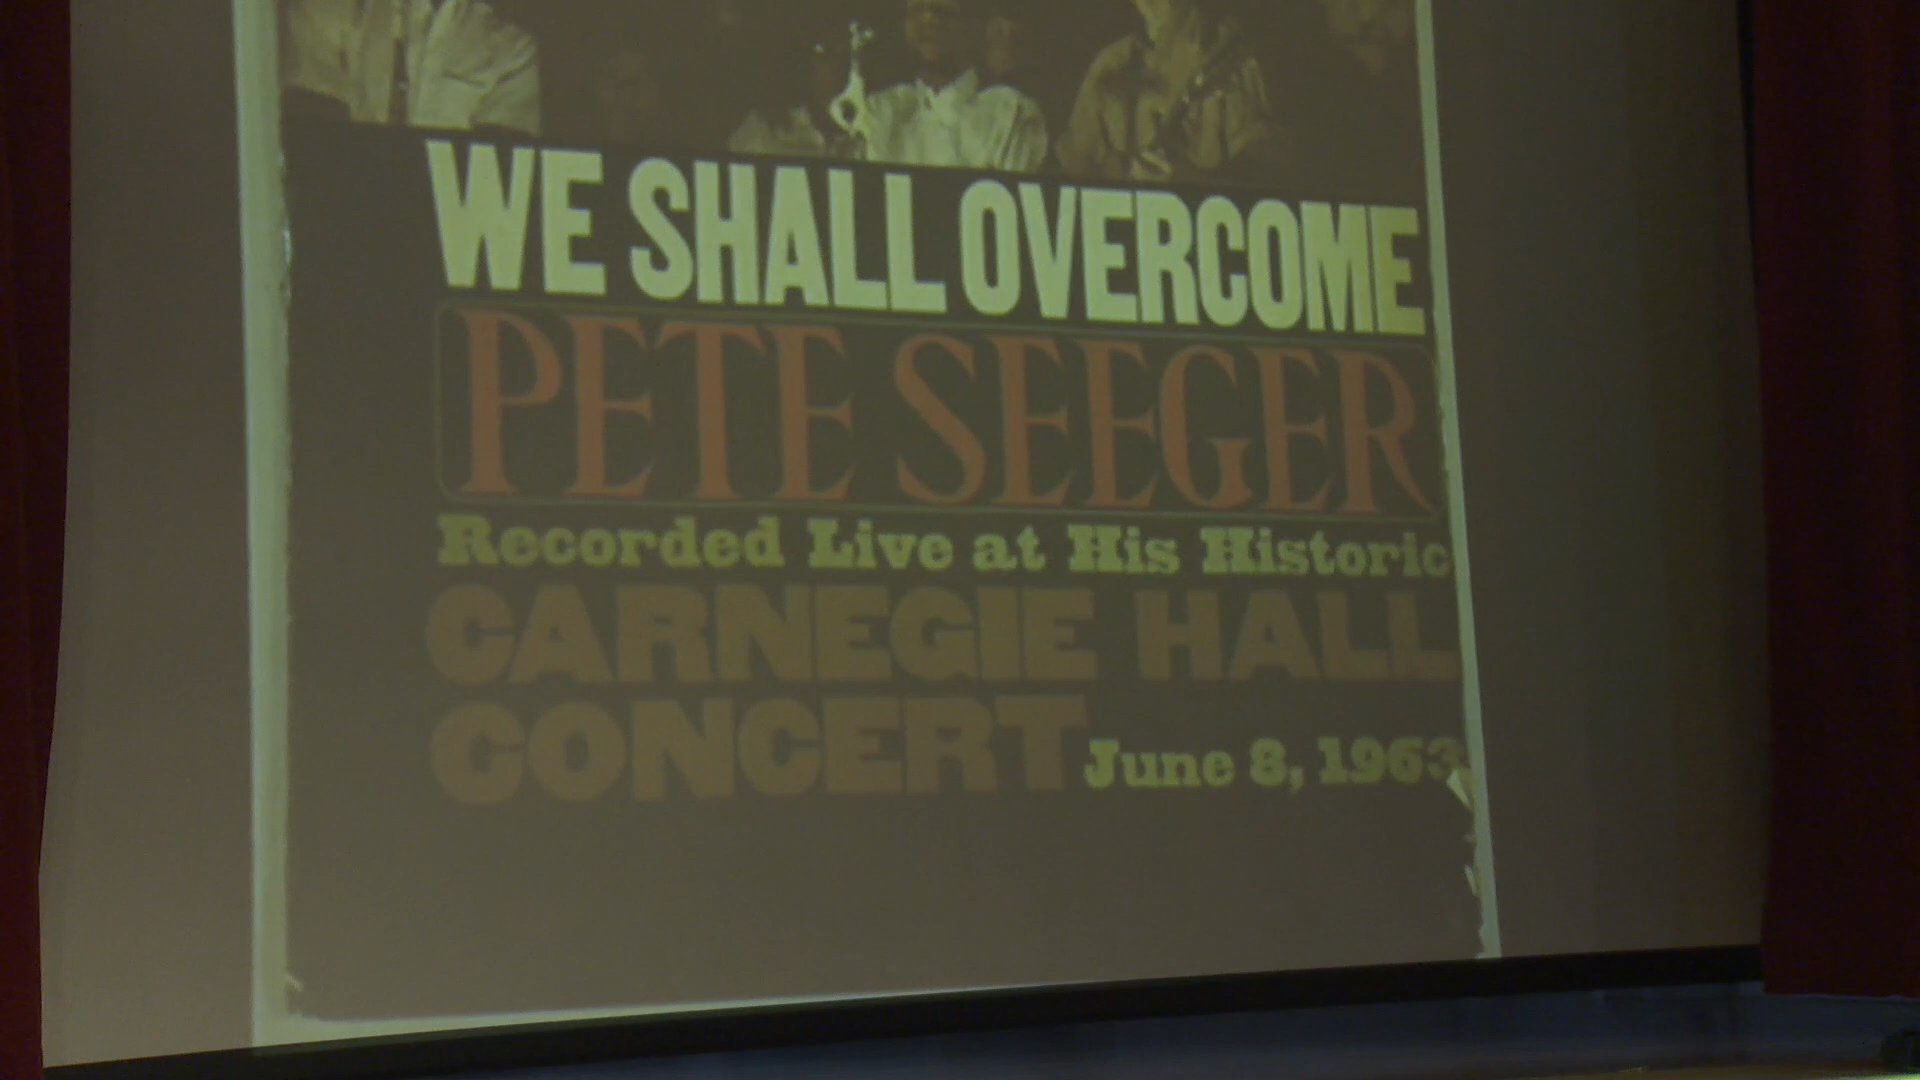 WE SHALL OVERCOME
PETE SEEGER
Recorded Live at His Historic
CARNEGIE HALL
CONCERT June 8, 1963